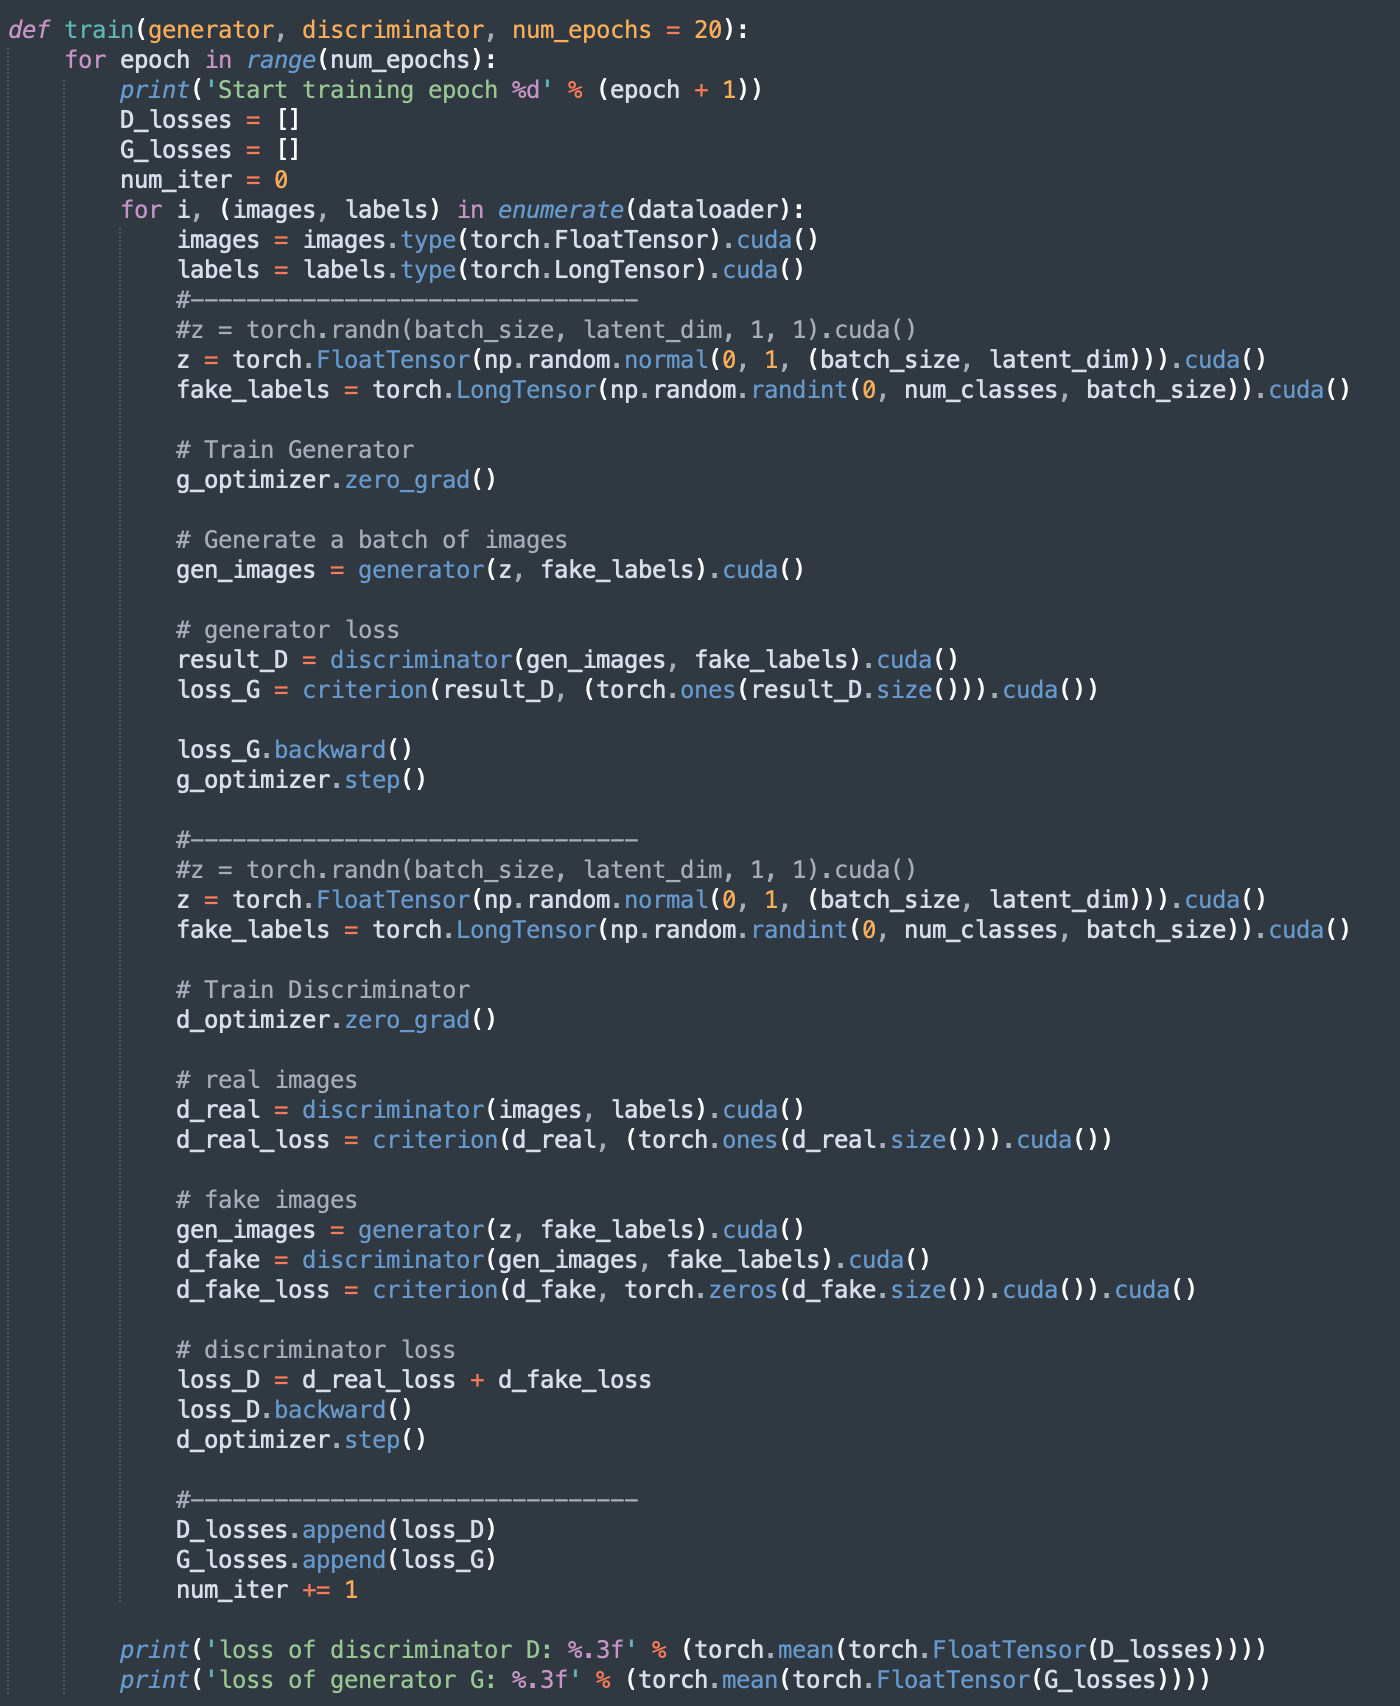 def train(generator, discriminator, num_epochs = 20):
    for epoch in range(num_epochs):
        print('Start training epoch %d' % (epoch + 1))
        D_losses = []
        G_losses = []
        num_iter = 0
        for i, (images, labels) in enumerate(dataloader):
            images = images.type(torch.FloatTensor).cuda()
            labels = labels.type(torch.LongTensor).cuda()
            #--------------------------------
            #z = torch.randn(batch_size, latent_dim, 1, 1).cuda()
            z = torch.FloatTensor(np.random.normal(0, 1, (batch_size, latent_dim))).cuda()
            fake_labels = torch.LongTensor(np.random.randint(0, num_classes, batch_size)).cuda()

            # Train Generator
            g_optimizer.zero_grad()

            # Generate a batch of images
            gen_images = generator(z, fake_labels).cuda()

            # generator loss
            result_D = discriminator(gen_images, fake_labels).cuda()
            loss_G = criterion(result_D, (torch.ones(result_D.size())).cuda())

            loss_G.backward()
            g_optimizer.step()

            #--------------------------------
            #z = torch.randn(batch_size, latent_dim, 1, 1).cuda()
            z = torch.FloatTensor(np.random.normal(0, 1, (batch_size, latent_dim))).cuda()
            fake_labels = torch.LongTensor(np.random.randint(0, num_classes, batch_size)).cuda()

            # Train Discriminator
            d_optimizer.zero_grad()

            # real images
            d_real = discriminator(images, labels).cuda()
            d_real_loss = criterion(d_real, (torch.ones(d_real.size())).cuda())

            # fake images
            gen_images = generator(z, fake_labels).cuda()
            d_fake = discriminator(gen_images, fake_labels).cuda()
            d_fake_loss = criterion(d_fake, torch.zeros(d_fake.size()).cuda()).cuda()

            # discriminator loss
            loss_D = d_real_loss + d_fake_loss
            loss_D.backward()
            d_optimizer.step()

            #--------------------------------
            D_losses.append(loss_D)
            G_losses.append(loss_G)
            num_iter += 1

        print('loss of discriminator D: %.3f' % (torch.mean(torch.FloatTensor(D_losses))))
        print('loss of generator G: %.3f' % (torch.mean(torch.FloatTensor(G_losses))))